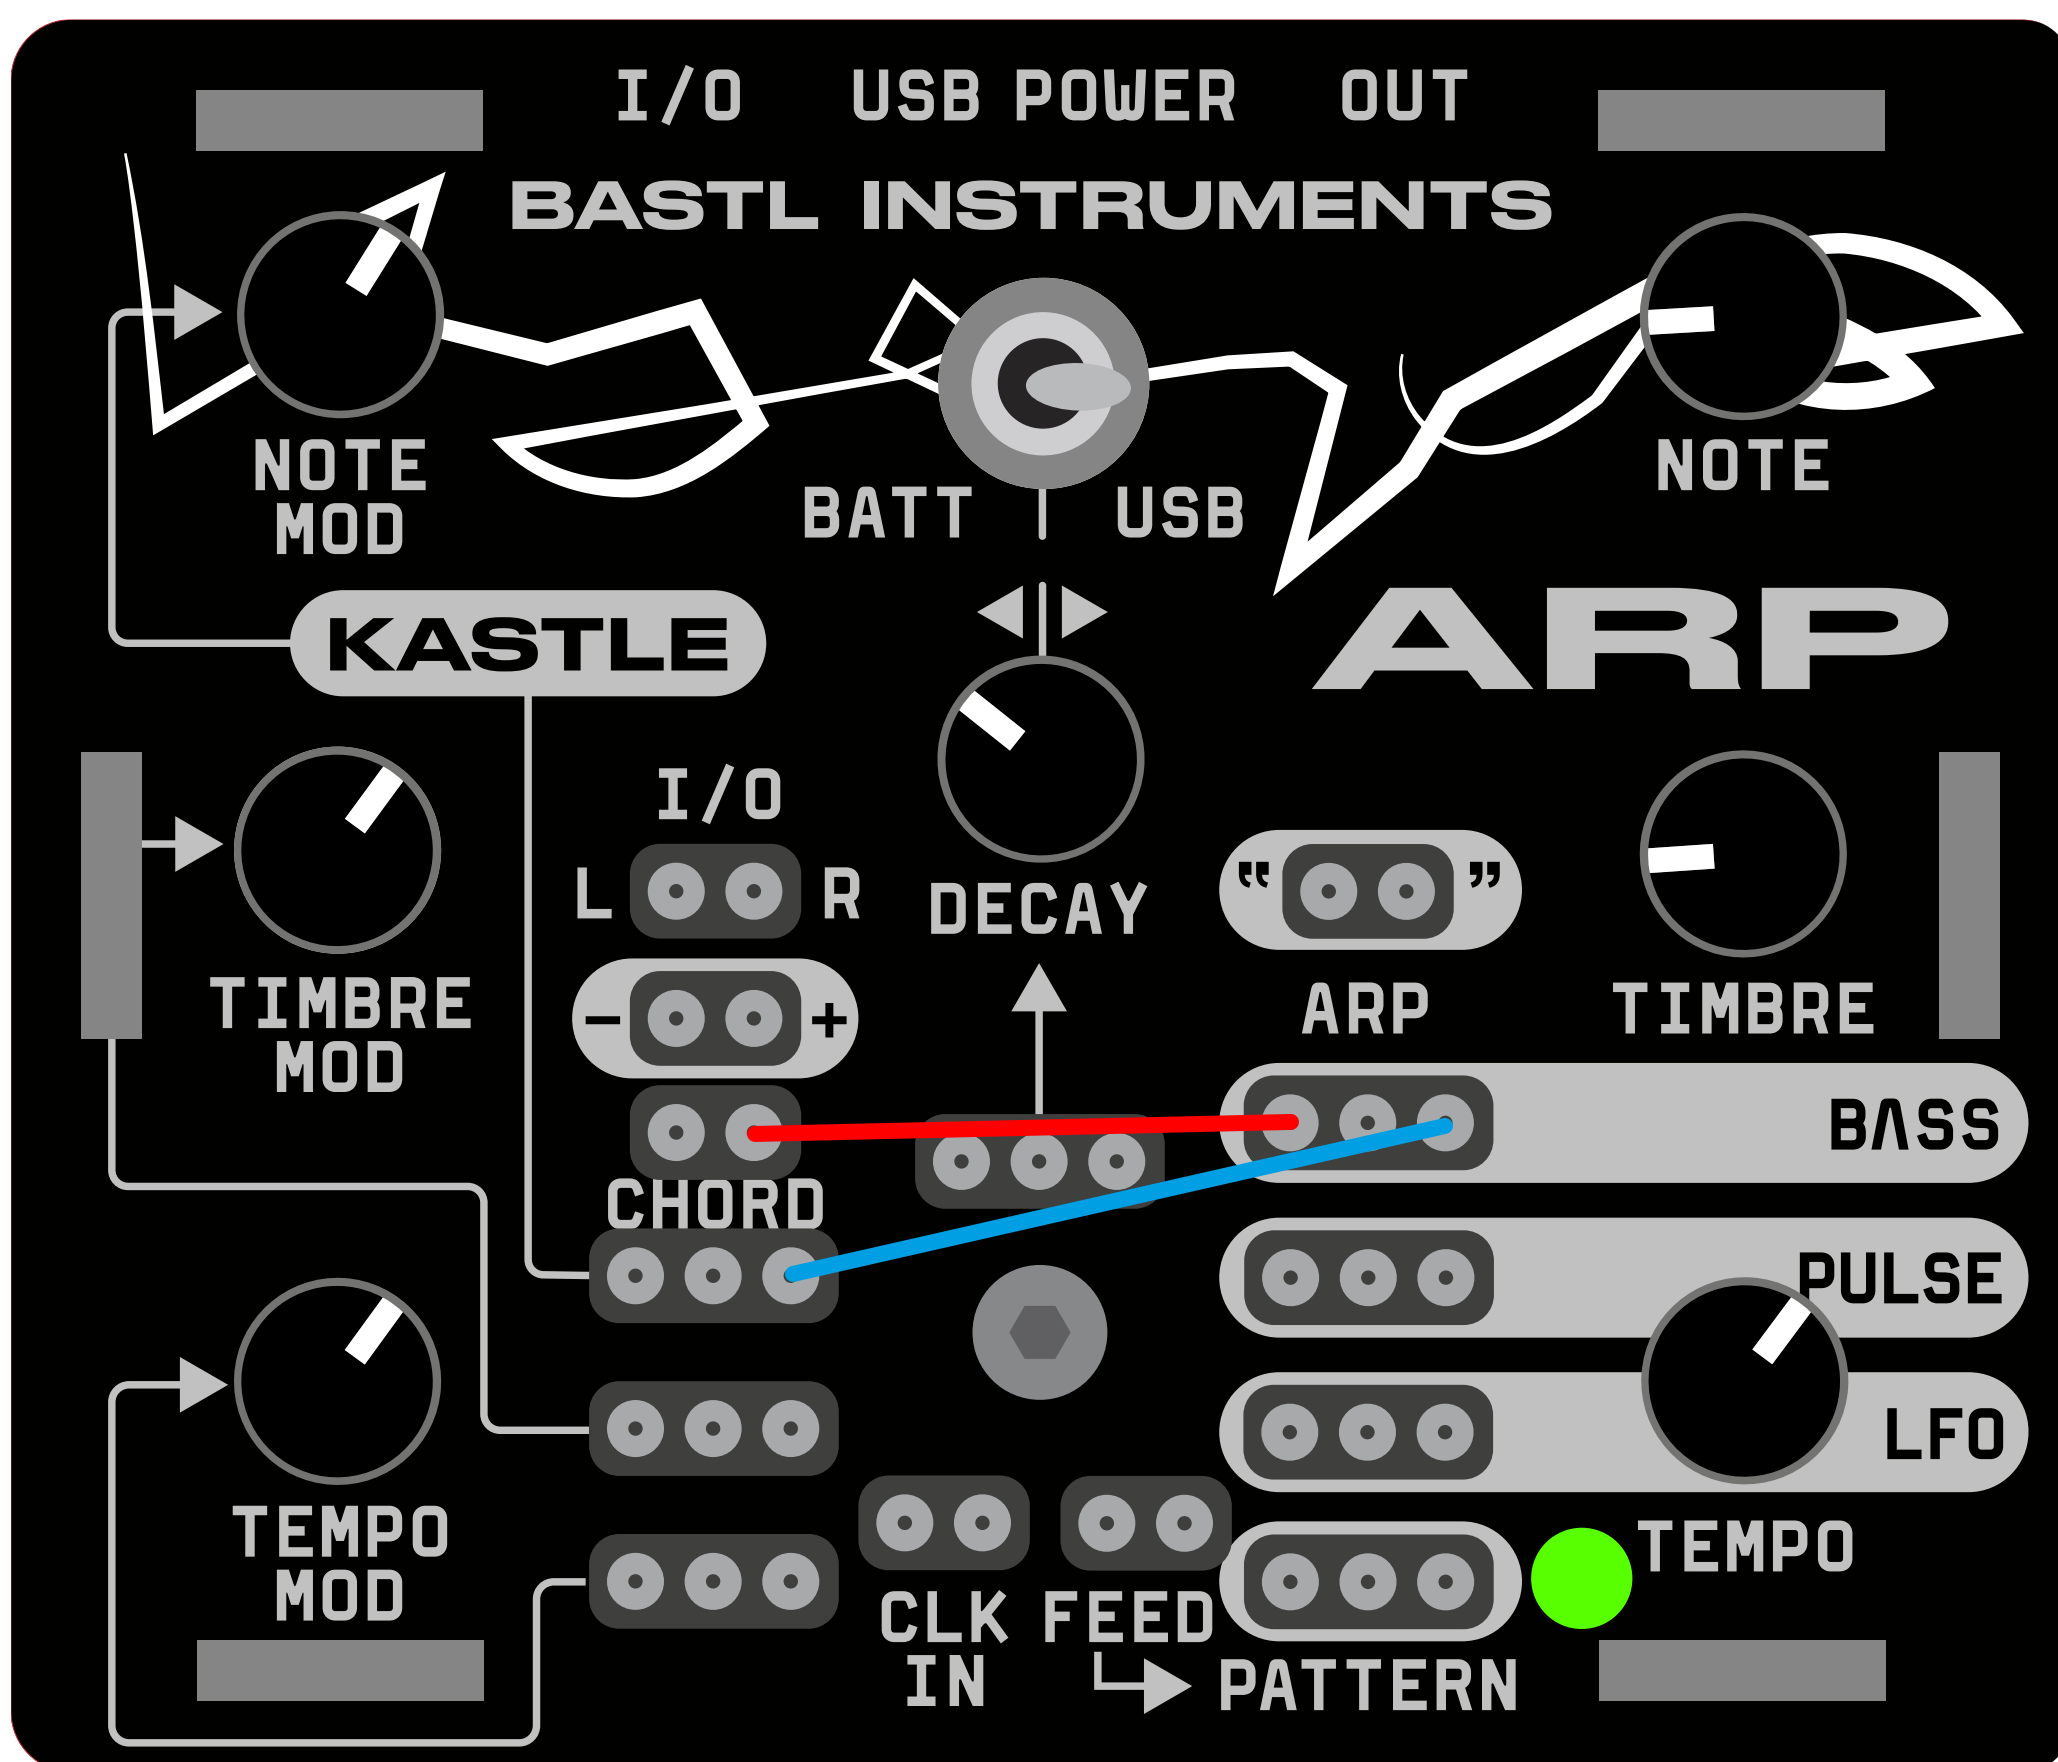 I/O USB POWER OUT
BASTL INSTRUMENTS
NOTE
MOD
BATT USB
NOTE
KASTLE
ARP
I/O
L R
DECAY
" "
TIMBRE
MOD
- +
ARP
TIMBRE
BASS
CHORD
PULSE
LFO
TEMPO
MOD
TEMPO
CLK
IN
FEED
PATTERN